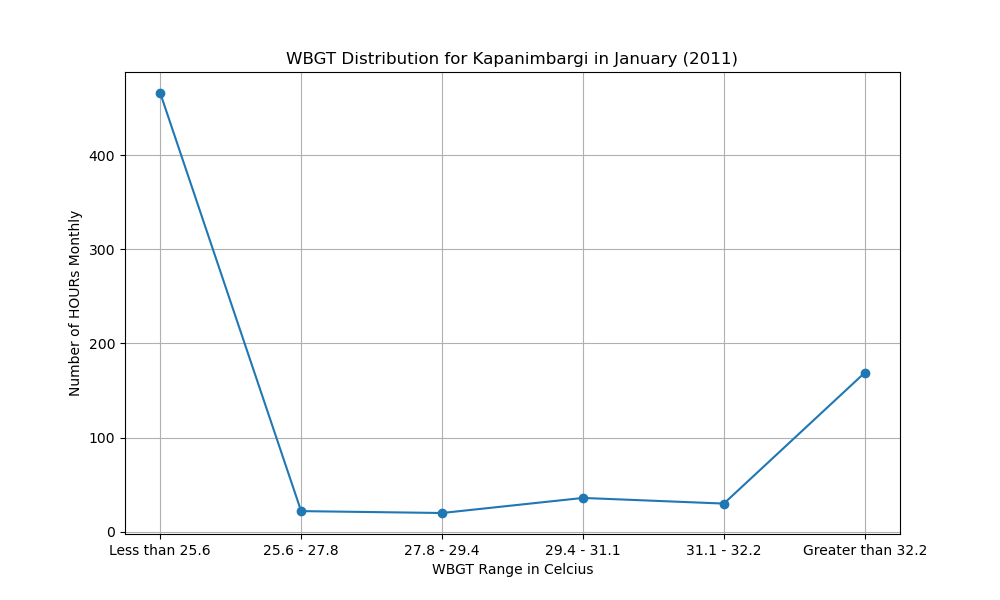 WBGT Distribution for Kapanimbargi in January (2011)
Number of HOURs Monthly
400
300
200
100
0
Less than 25.6
25.6 - 27.8
27.8 - 29.4
29.4 - 31.1
31.1 - 32.2
Greater than 32.2
WBGT Range in Celcius